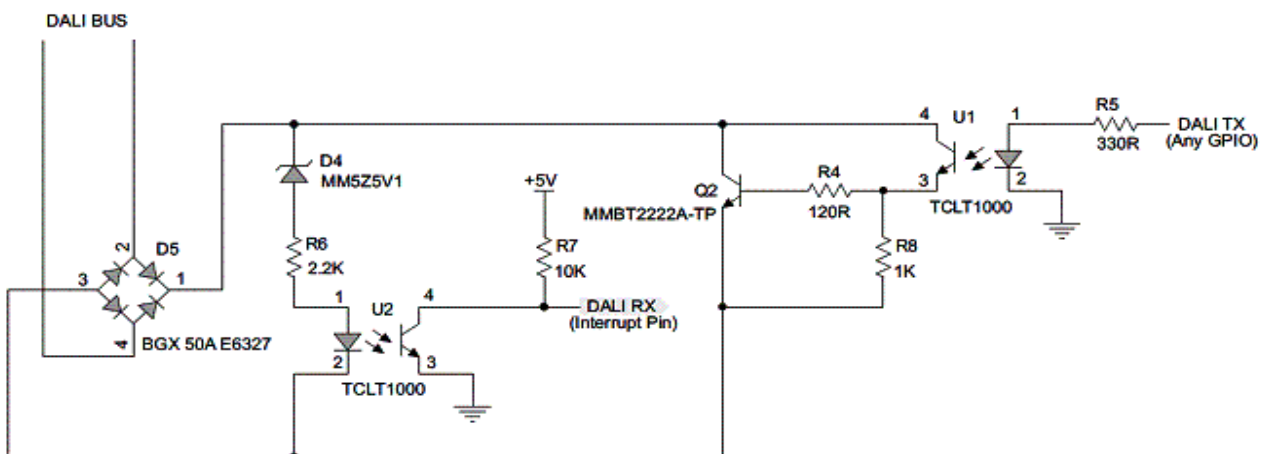 DALI BUS
4
U1
1
R5
330R
DALI TX
(Any GPIO)
D4
MM5Z5V1
+5V
R4
120R
3
2
TCLT1000
Q2
MMBT2222A-TP
2
D5
3
1
R6
2.2K
R7
10K
R8
1K
1
U2
4
DALI RX
(Interrupt Pin)
4
BGX 50A E6327
2
3
TCLT1000